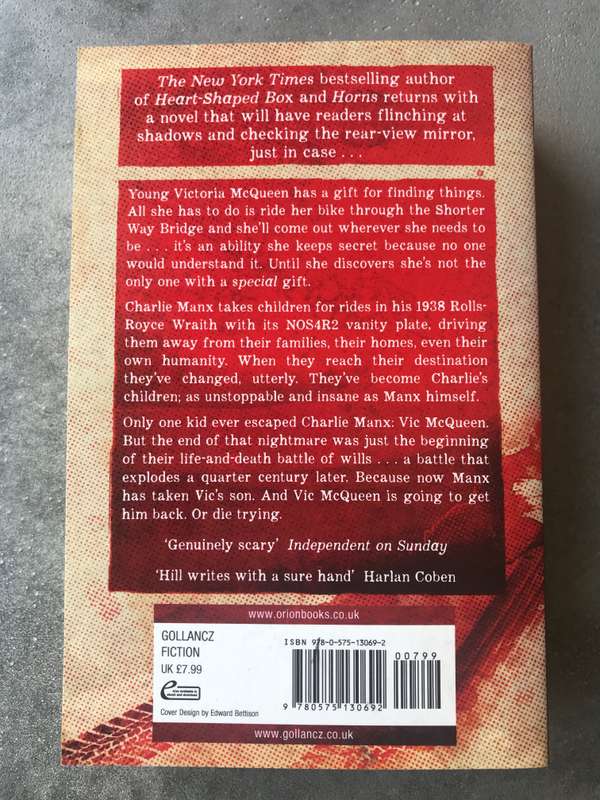 The New York Times bestselling author
of Heart-Shaped Box and Horns returns with
a novel that will have readers flinching at
shadows and checking the rear-view mirror,
just in case . . .
Young Victoria McQueen has a gift for finding things.
All she has to do is ride her bike through the Shorter
Way Bridge and she'll come out wherever she needs to
be . . . it's an ability she keeps secret because no one
would understand it. Until she discovers she's not the
only one with a special gift.
Charlie Manx takes children for rides in his 1938 Rolls-
Royce Wraith with its NOS4R2 vanity plate, driving
them away from their families, their homes, even their
own humanity. When they reach their destination
they've changed, utterly. They've become Charlie's
children; as unstoppable and insane as Manx himself.
Only one kid ever escaped Charlie Manx: Vic McQueen.
But the end of that nightmare was just the beginning
of their life-and-death battle of wills . . . a battle that
explodes a quarter century later. Because now Manx
has taken Vic's son. And Vic McQueen is going to get
him back. Or die trying.
'Genuinely scary' Independent on Sunday
'Hill writes with a sure hand' Harlan Coben
www.orionbooks.co.uk
GOLLANCZ
FICTION
UK £7.99
Cover Design by Edward Bettison
ISBN 978-0-575-13069-2
00799
9 780575 130692
www.gollancz.co.uk